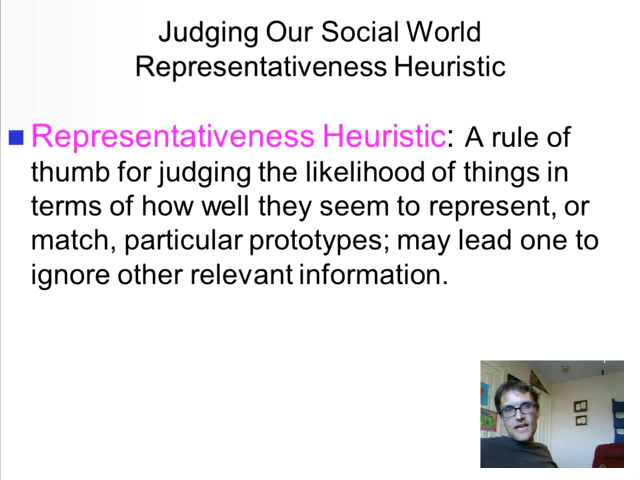 Judging Our Social World
Representativeness Heuristic
Representativeness Heuristic: A rule of
thumb for judging the likelihood of things in
terms of how well they seem to represent, or
match, particular prototypes; may lead one to
ignore other relevant information.